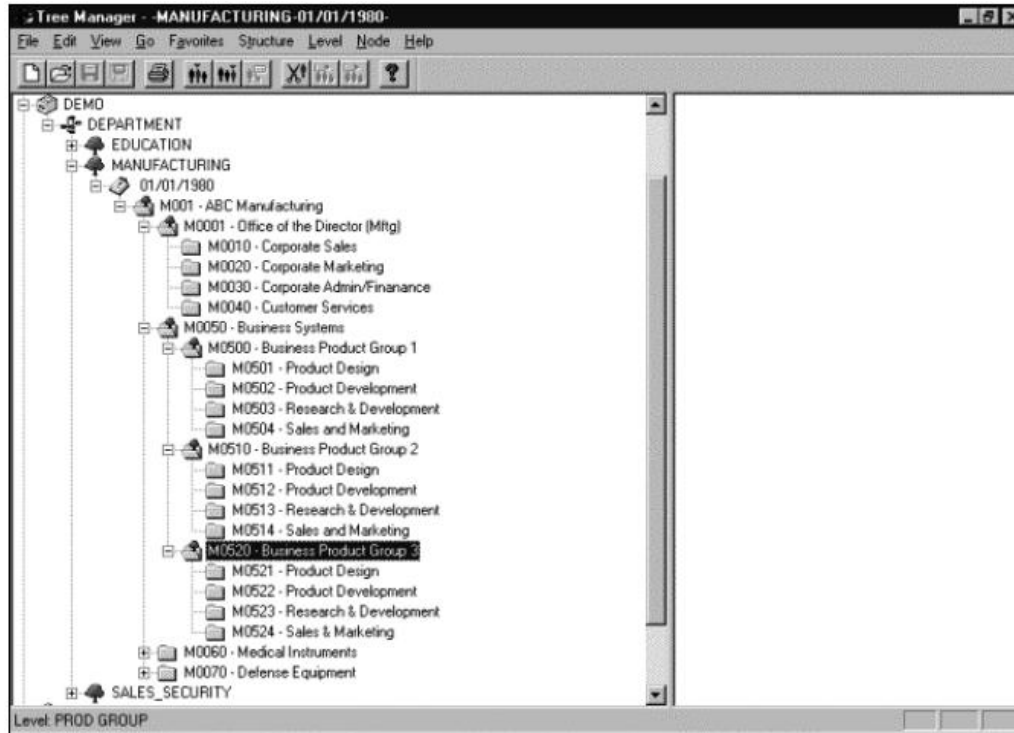 Tree Manager - -MANUFACTURING-01/01/1980-
File Edit View Go Favorites Structure Level Node Help
DEMO
DEPARTMENT
EDUCATION
MANUFACTURING
01/01/1980
M001 - ABC Manufacturing
M0001 - Office of the Director (Mftg)
M0010 - Corporate Sales
M0020 - Corporate Marketing
M0030 - Corporate Admin/Finanance
M0040 - Customer Services
M0050 - Business Systems
M0500 - Business Product Group 1
M0501 - Product Design
M0502 - Product Development
M0503 - Research & Development
M0504 - Sales and Marketing
M0510 - Business Product Group 2
M0511 - Product Design
M0512 - Product Development
M0513 - Research & Development
M0514 - Sales and Marketing
M0520 - Business Product Group 3
M0521 - Product Design
M0522 - Product Development
M0523 - Research & Development
M0524 - Sales & Marketing
M0060 - Medical Instruments
M0070 - Defense Equipment
SALES_SECURITY
Level: PROD GROUP